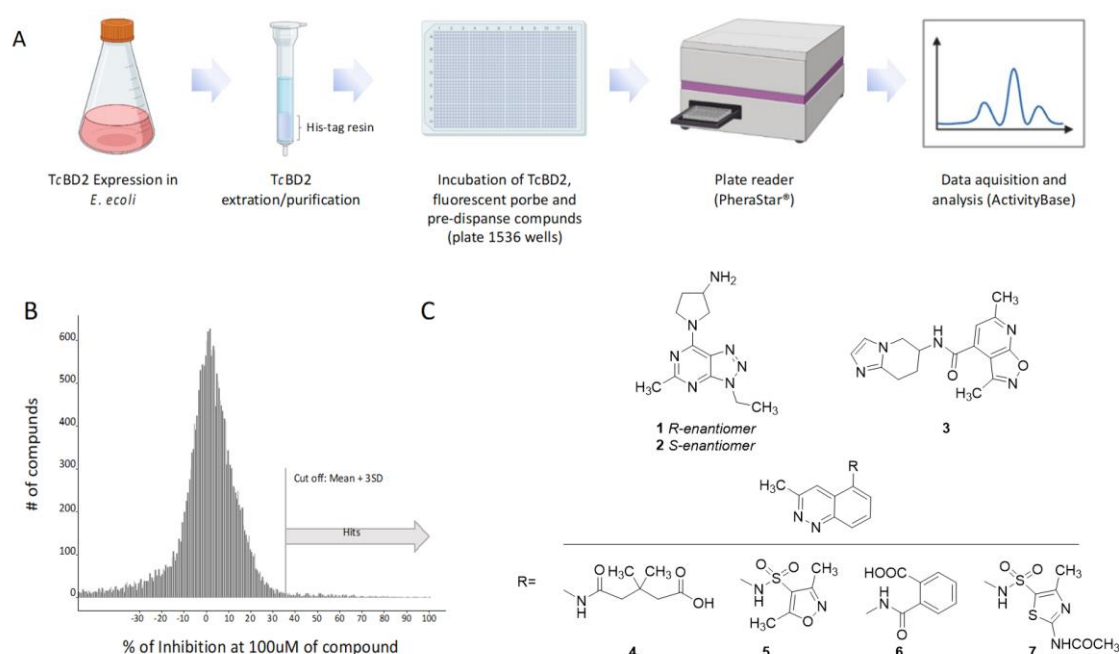 A
His-tag resin
TcBD2 Expression in
E. ecoli
TcBD2
extration/purification
Incubation of TcBD2,
fluorescent porbe and
pre-dispanse compunds
(plate 1536 wells)
Plate reader
(PheraStar®)
Data aquisition and
analysis (ActivityBase)
B
# of compounds
600
500
400
300
200
100
0
-30 -20 -10 0 10 20 30 40 50 60 70 80 90 100
% of Inhibition at 100uM of compound
Cut off: Mean + 3SD
Hits
C
NH₂
N
N N
N
N N
H₃C
CH₃
1 R-enantiomer
2 S-enantiomer
CH₃
N
H
N
N
N
O
O
N
CH₃
3
R
H₃C
N
N
R=
O H₃C CH₃ O
N
H
OH
4
O O CH₃
S
N
H
N
H₃C O
5
HOOC
N
H
O
6
O O CH₃
S
N
H
N
S
NHCOCH₃
7